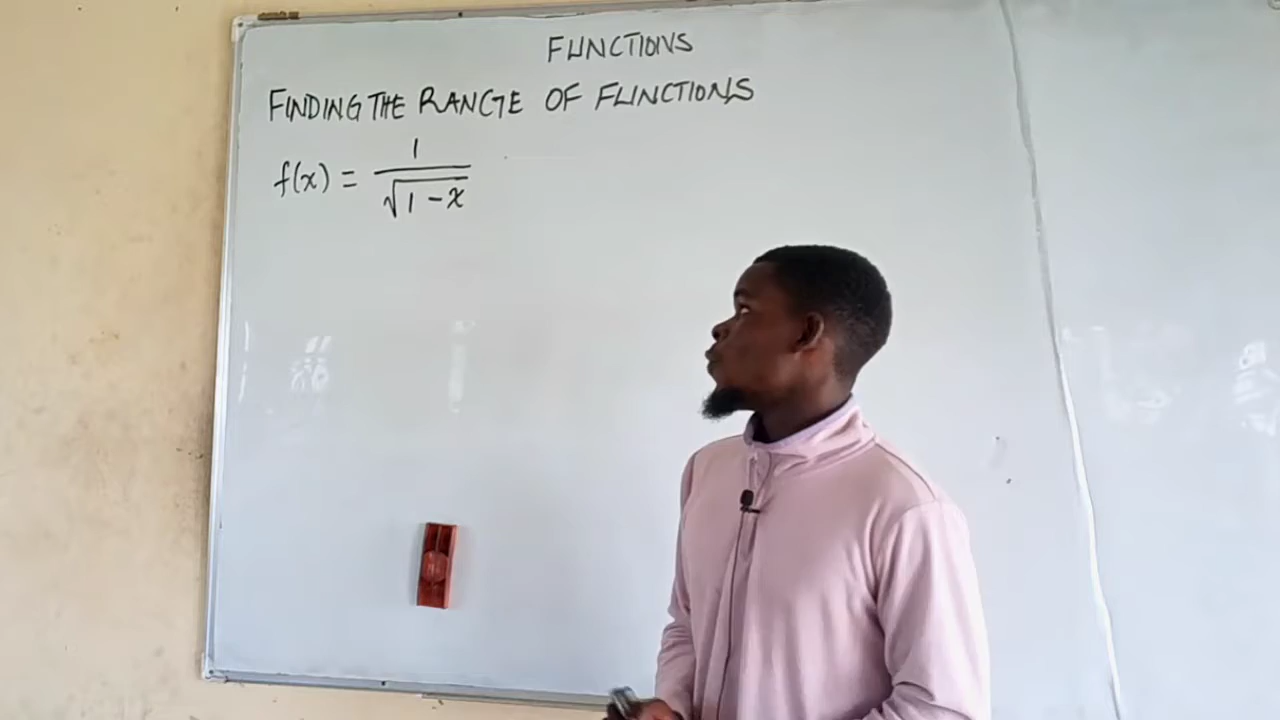 FUNCTIONS
FINDING THE RANGE OF FUNCTIONS
f(x) = 1/√(1-x)